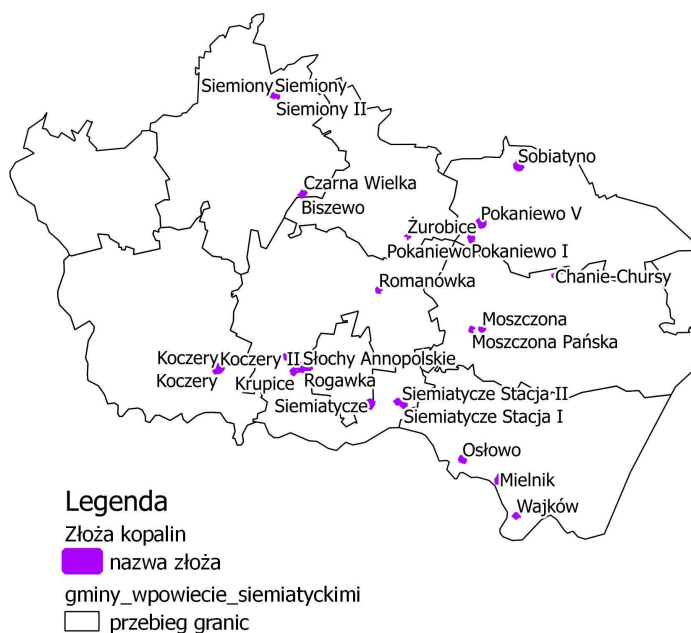 Siemiony Siemiony
Siemiony II
Sobiatyno
Czarna Wielka
Biszewo
Pokaniewo V
Żurobice
Pokaniewo Pokaniewo I
Chanie-Chursy
Romanówka
Moszczona
Moszczona Pańska
Koczery Koczery II Słochy Annopolskie
Koczery Krupice Rogawka
Siemiatycze Siemiatycze Stacja II
Siemiatycze Stacja I
Osłowo
Mielnik
Wajków
Legenda
Złoża kopalin
nazwa złoża
gminy_wpowiecie_siemiatyckimi
przebieg granic